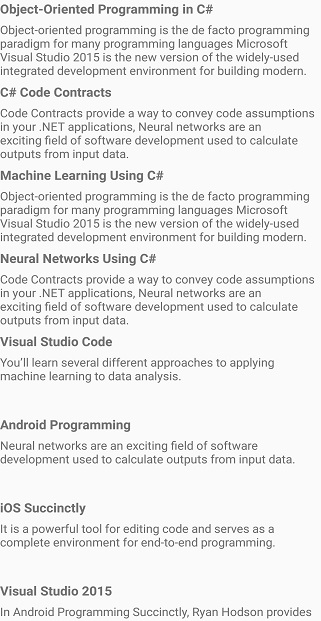 Object-Oriented Programming in C#
Object-oriented programming is the de facto programming
paradigm for many programming languages Microsoft
Visual Studio 2015 is the new version of the widely-used
integrated development environment for building modern.
C# Code Contracts
Code Contracts provide a way to convey code assumptions
in your .NET applications, Neural networks are an
exciting field of software development used to calculate
outputs from input data.
Machine Learning Using C#
Object-oriented programming is the de facto programming
paradigm for many programming languages Microsoft
Visual Studio 2015 is the new version of the widely-used
integrated development environment for building modern.
Neural Networks Using C#
Code Contracts provide a way to convey code assumptions
in your .NET applications, Neural networks are an
exciting field of software development used to calculate
outputs from input data.
Visual Studio Code
You’ll learn several different approaches to applying
machine learning to data analysis.
Android Programming
Neural networks are an exciting field of software
development used to calculate outputs from input data.
iOS Succinctly
It is a powerful tool for editing code and serves as a
complete environment for end-to-end programming.
Visual Studio 2015
In Android Programming Succinctly, Ryan Hodson provides